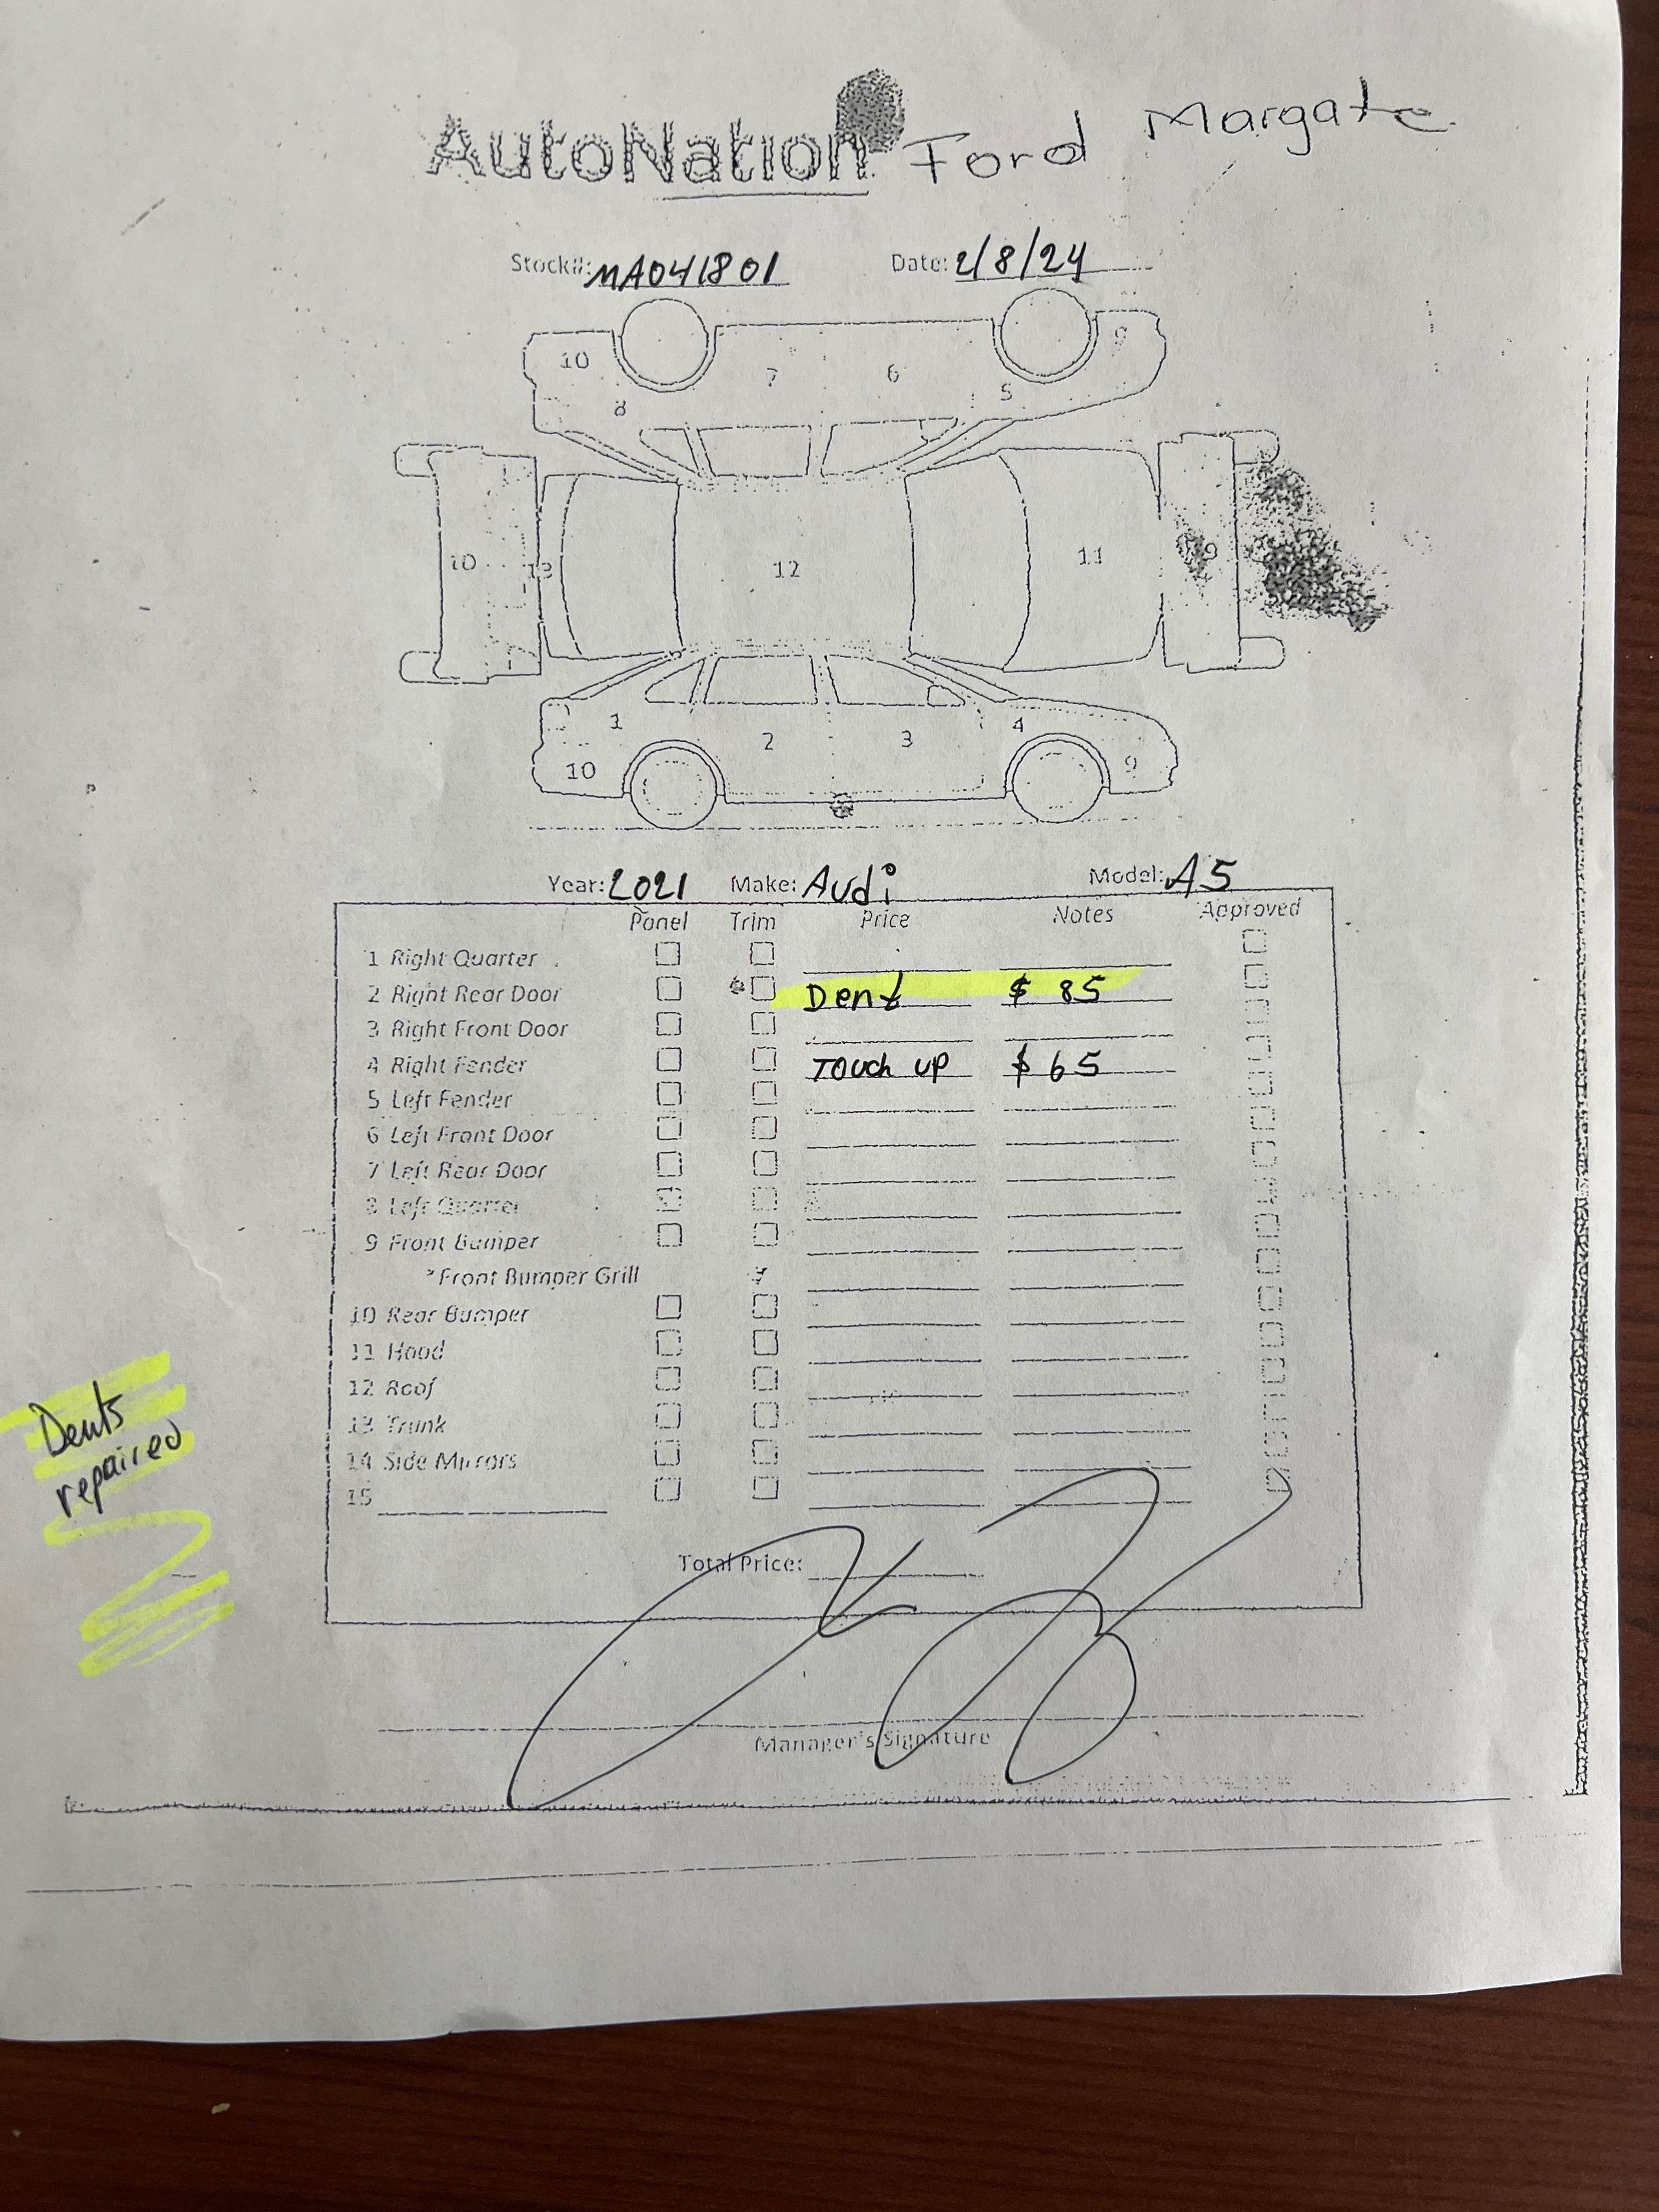 AutoNation Ford Margate
Stock#: MA041801 Date: 2/8/24
10 7 6 9
8 5
10 13 12 11 9
1 2 3 4
10 9
Year: 2021 Make: Audi Model: A5
Panel Trim Price Notes Approved
1 Right Quarter
2 Right Rear Door Dent $ 85
3 Right Front Door
4 Right Fender Touch up $ 65
5 Left Fender
6 Left Front Door
7 Left Rear Door
8 Left Quarter
9 Front Bumper
*Front Bumper Grill
10 Rear Bumper
11 Hood
12 Roof
13 Trunk
14 Side Mirrors
15
Dents
repaired
Total Price:
Manager's Signature